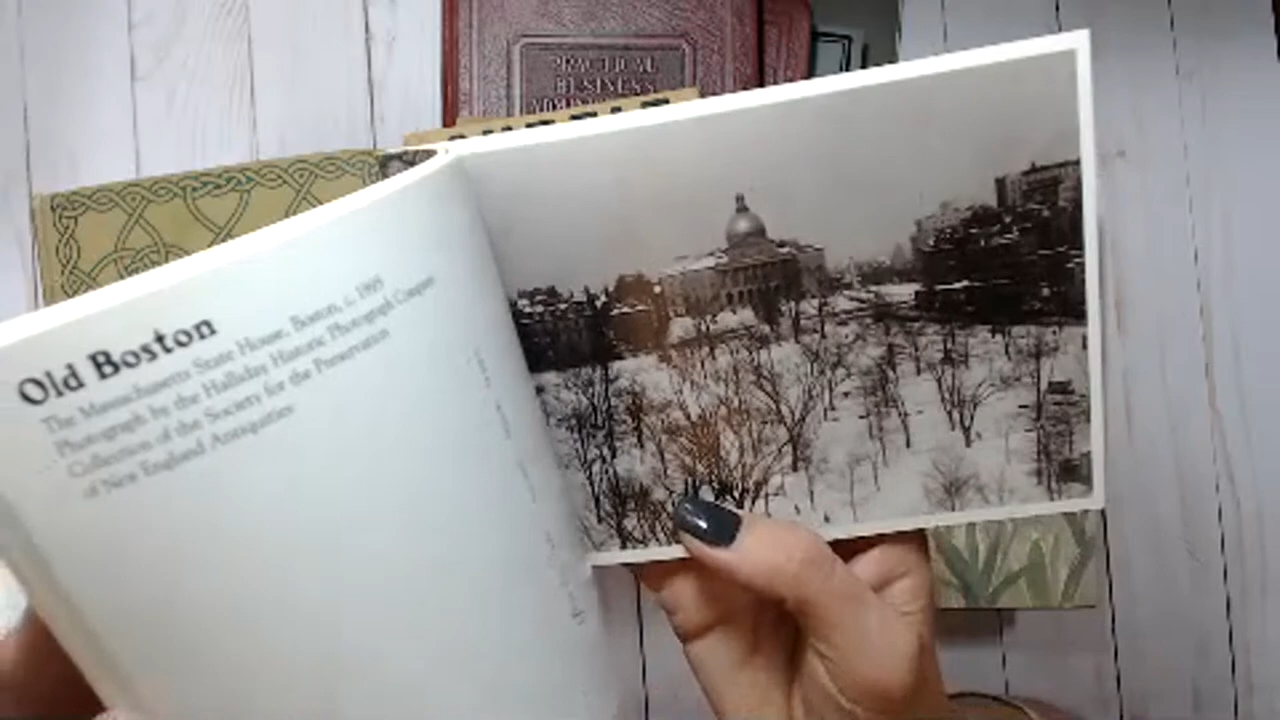 PRACTICAL
BUSINESS
Old Boston
The Massachusetts State House, Boston, c. 1895
Photograph by the Halliday Historic Photograph Company
Collection of the Society for the Preservation
of New England Antiquities